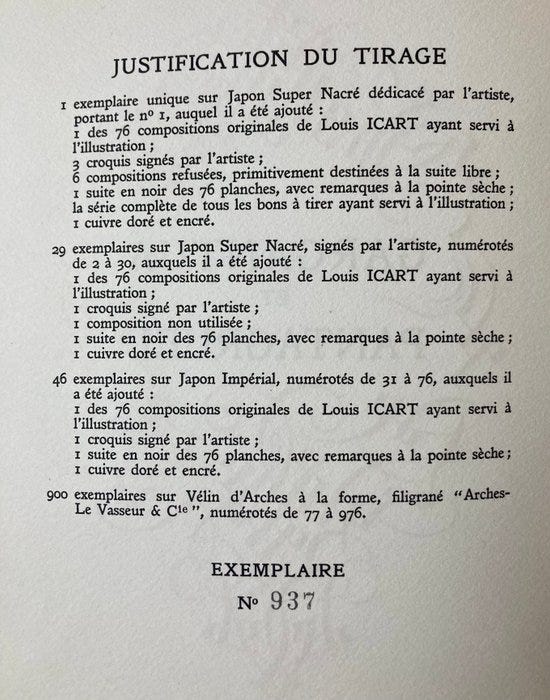 JUSTIFICATION DU TIRAGE
1 exemplaire unique sur Japon Super Nacré dédicacé par l'artiste,
portant le nº 1, auquel il a été ajouté :
1 des 76 compositions originales de Louis ICART ayant servi à
l'illustration ;
3 croquis signés par l'artiste ;
6 compositions refusées, primitivement destinées à la suite libre ;
1 suite en noir des 76 planches, avec remarques à la pointe sèche ;
la série complète de tous les bons à tirer ayant servi à l'illustration ;
1 cuivre doré et encré.
29 exemplaires sur Japon Super Nacré, signés par l'artiste, numérotés
de 2 à 30, auxquels il a été ajouté :
1 des 76 compositions originales de Louis ICART ayant servi à
l'illustration ;
1 croquis signé par l'artiste ;
1 composition non utilisée ;
1 suite en noir des 76 planches, avec remarques à la pointe sèche ;
1 cuivre doré et encré.
46 exemplaires sur Japon Impérial, numérotés de 31 à 76, auxquels il
a été ajouté :
1 des 76 compositions originales de Louis ICART ayant servi à
l'illustration ;
1 croquis signé par l'artiste ;
1 suite en noir des 76 planches, avec remarques à la pointe sèche ;
1 cuivre doré et encré.
900 exemplaires sur Vélin d'Arches à la forme, filigrané "Arches-
Le Vasseur & Cie", numérotés de 77 à 976.
EXEMPLAIRE
Nº 937